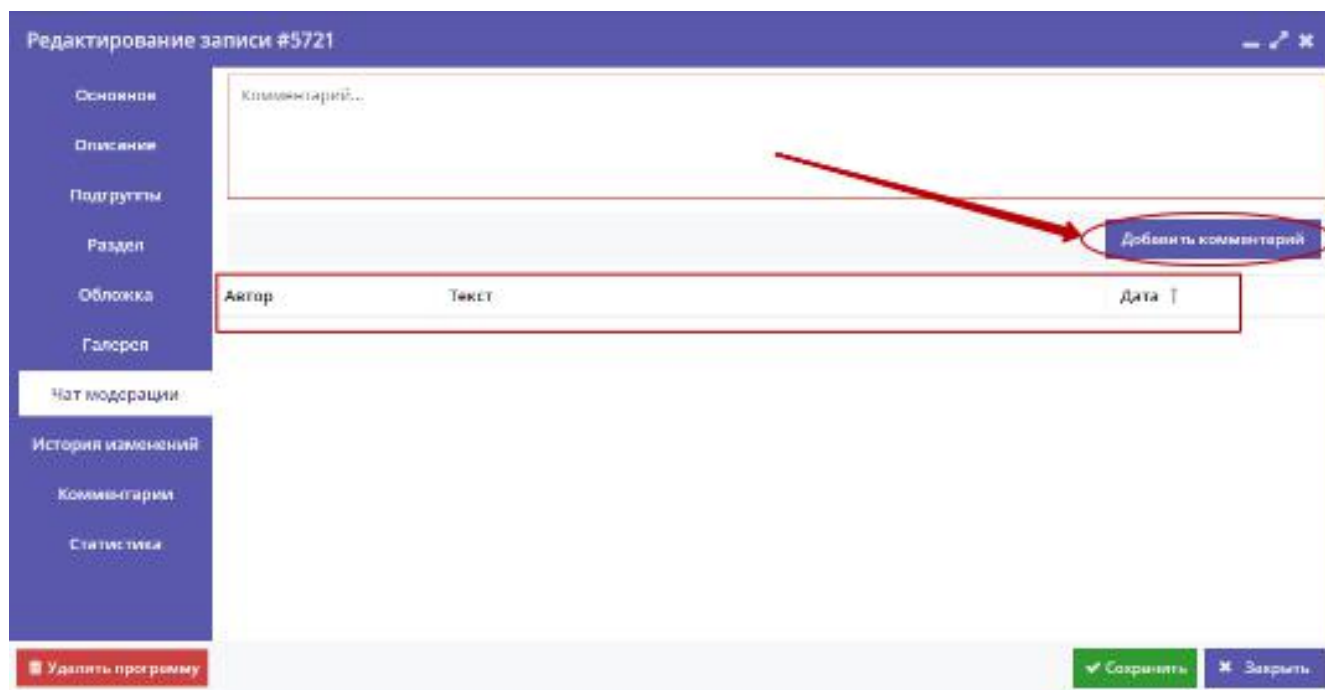 Редактирование записи #5721
Основное
Описание
Подгруппы
Раздел
Обложка
Галерея
Чат модерации
История изменений
Комментарии
Статистика
Комментарий...
Добавить комментарий
Автор Текст Дата ↑
Удалить программу
Сохранить
Закрыть